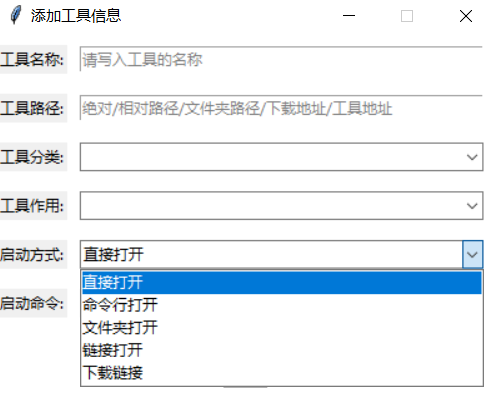 添加工具信息
工具名称: 请写入工具的名称
工具路径: 绝对/相对路径/文件夹路径/下载地址/工具地址
工具分类:
工具作用:
启动方式: 直接打开
直接打开
启动命令: 命令行打开
文件夹打开
链接打开
下载链接